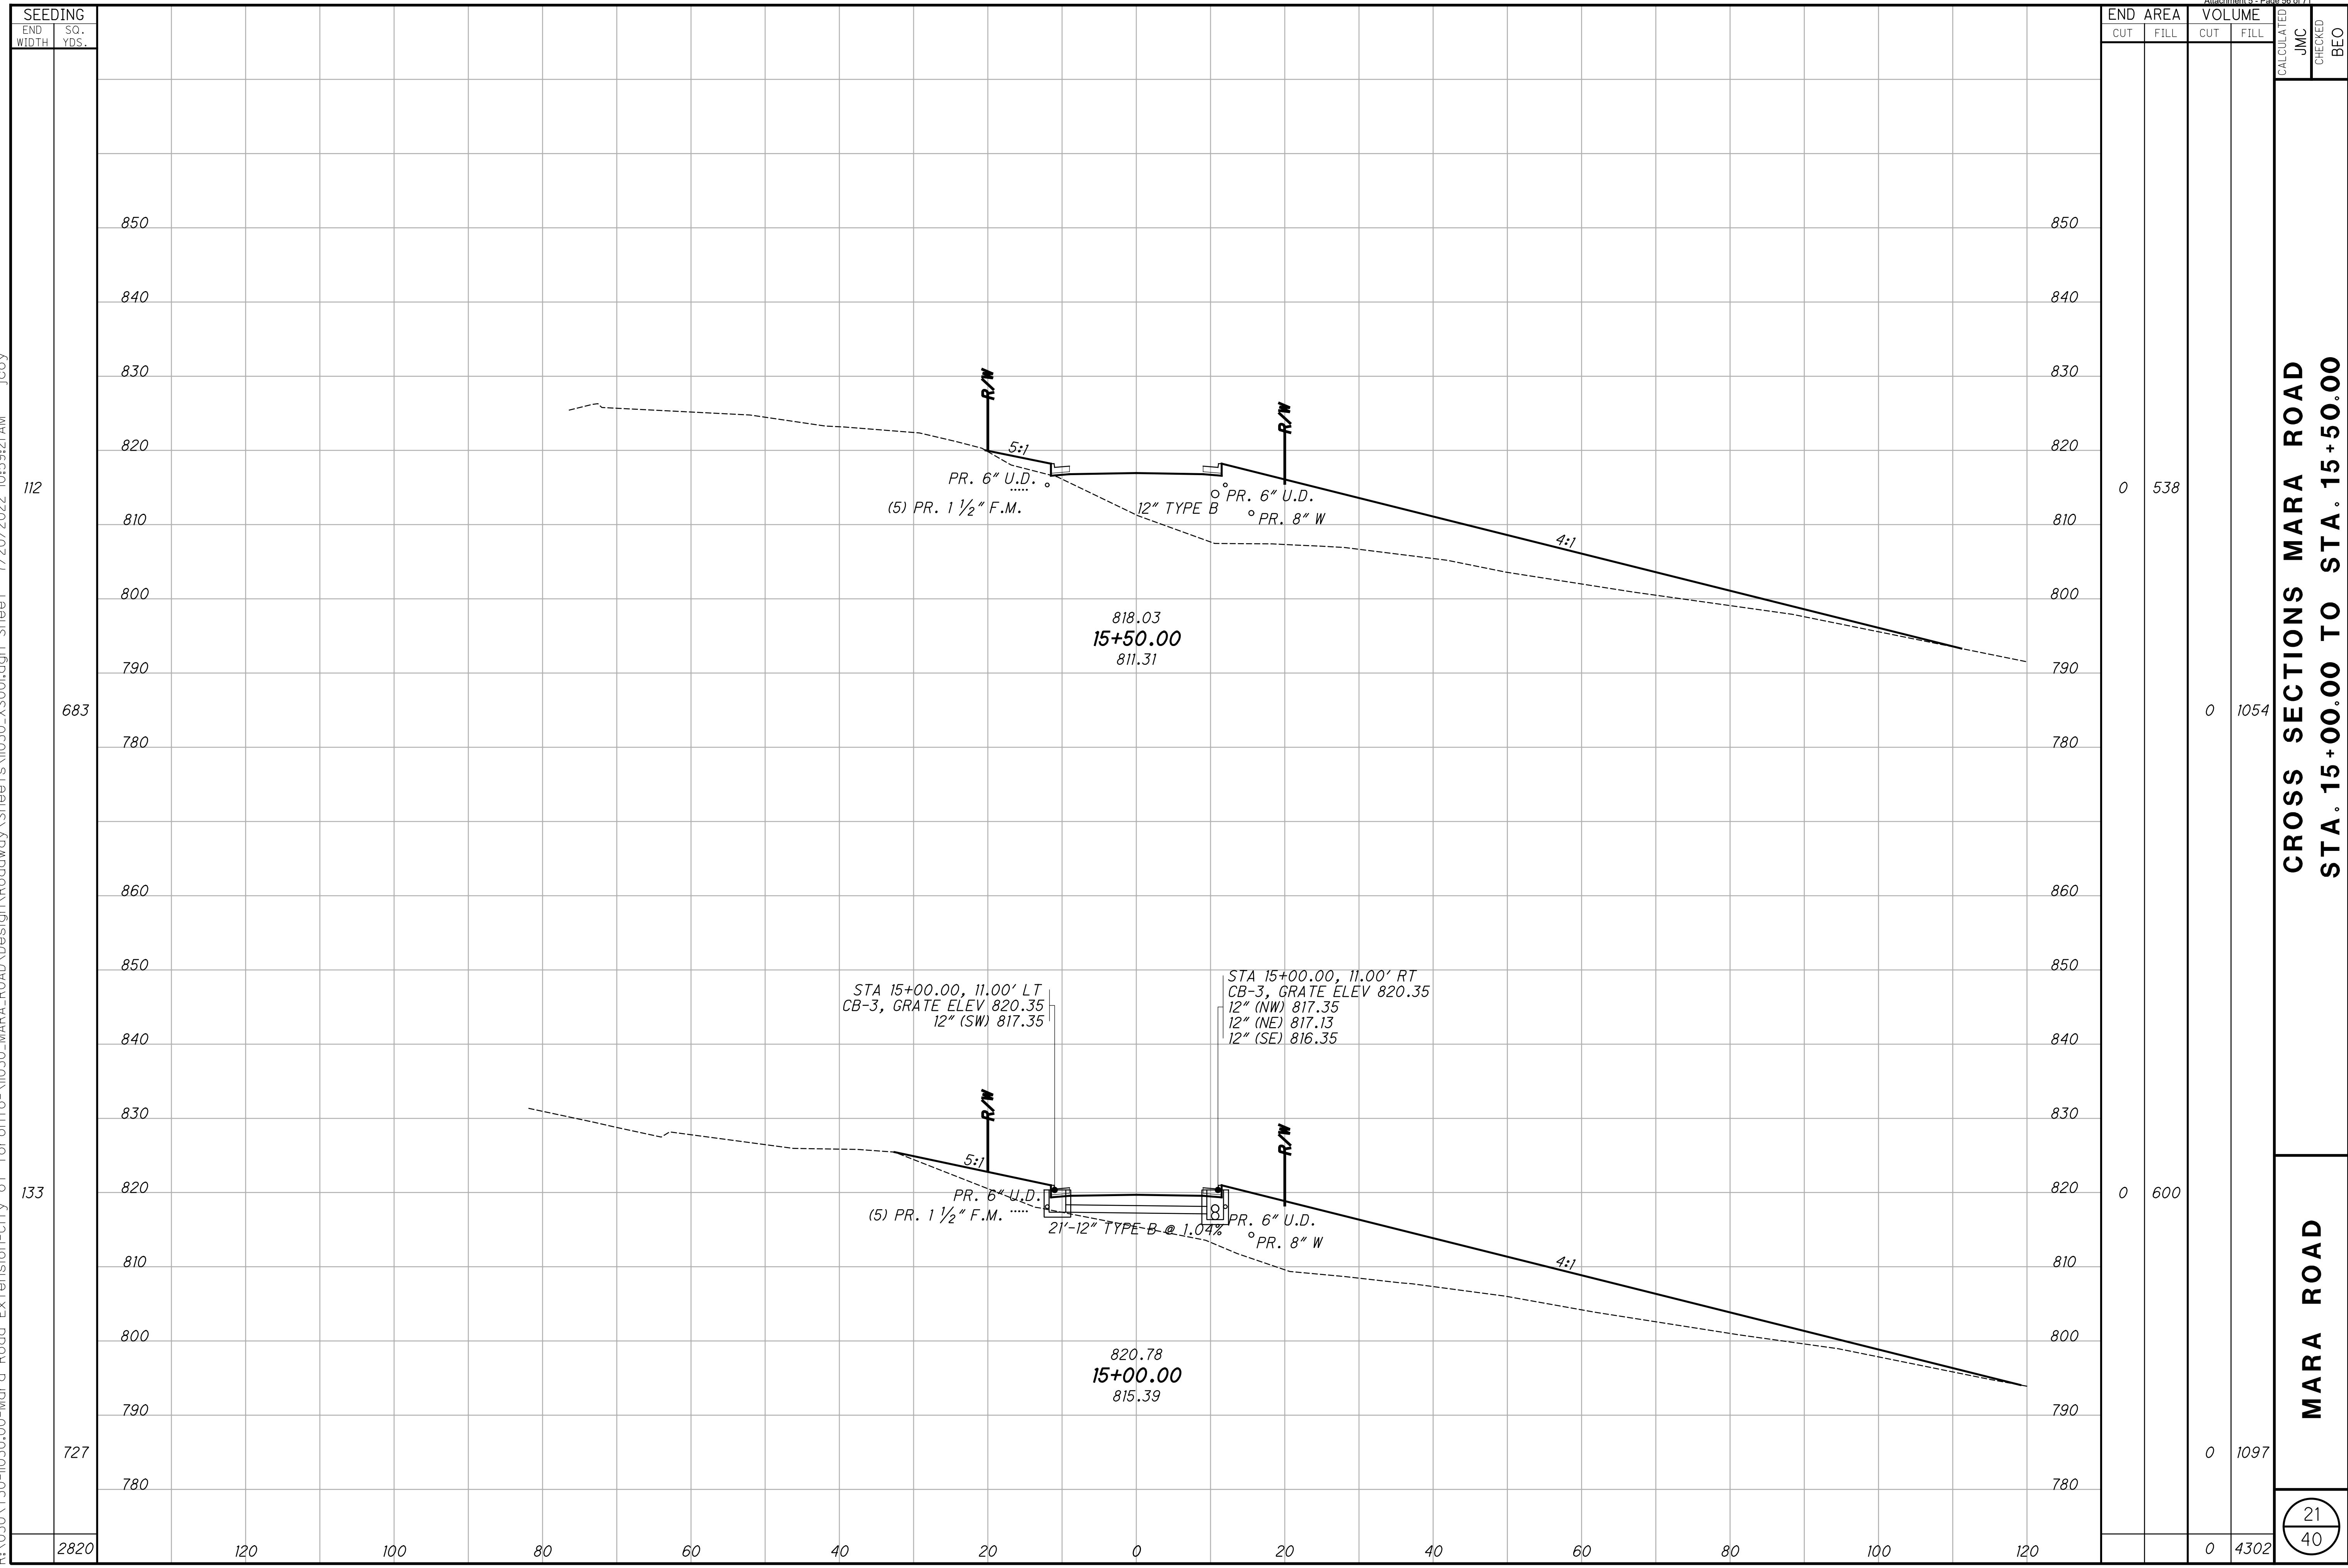 Attachment 5 - Page 56 of 71
SEEDING
END WIDTH
SQ. YDS.
END AREA
VOLUME
CUT
FILL
CUT
FILL
CALCULATED
JMC
CHECKED
BEO
850
850
840
840
830
830
R/W
R/W
820
820
5:1
PR. 6" U.D.
(5) PR. 1 1/2" F.M.
12" TYPE B
PR. 6" U.D.
PR. 8" W
112
0
538
810
810
4:1
800
800
818.03
15+50.00
811.31
790
790
683
0
1054
780
780
860
860
850
850
STA 15+00.00, 11.00' LT
CB-3, GRATE ELEV 820.35
12" (SW) 817.35
STA 15+00.00, 11.00' RT
CB-3, GRATE ELEV 820.35
12" (NW) 817.35
12" (NE) 817.13
12" (SE) 816.35
840
840
830
830
R/W
R/W
5:1
133
820
820
0
600
PR. 6" U.D.
(5) PR. 1 1/2" F.M.
21'-12" TYPE B @ 1.04%
PR. 6" U.D.
PR. 8" W
810
810
4:1
800
800
820.78
15+00.00
815.39
790
790
727
0
1097
780
780
2820
120
100
80
60
40
20
0
20
40
60
80
100
120
0
4302
CROSS SECTIONS MARA ROAD
STA. 15+00.00 TO STA. 15+50.00
MARA ROAD
21
40